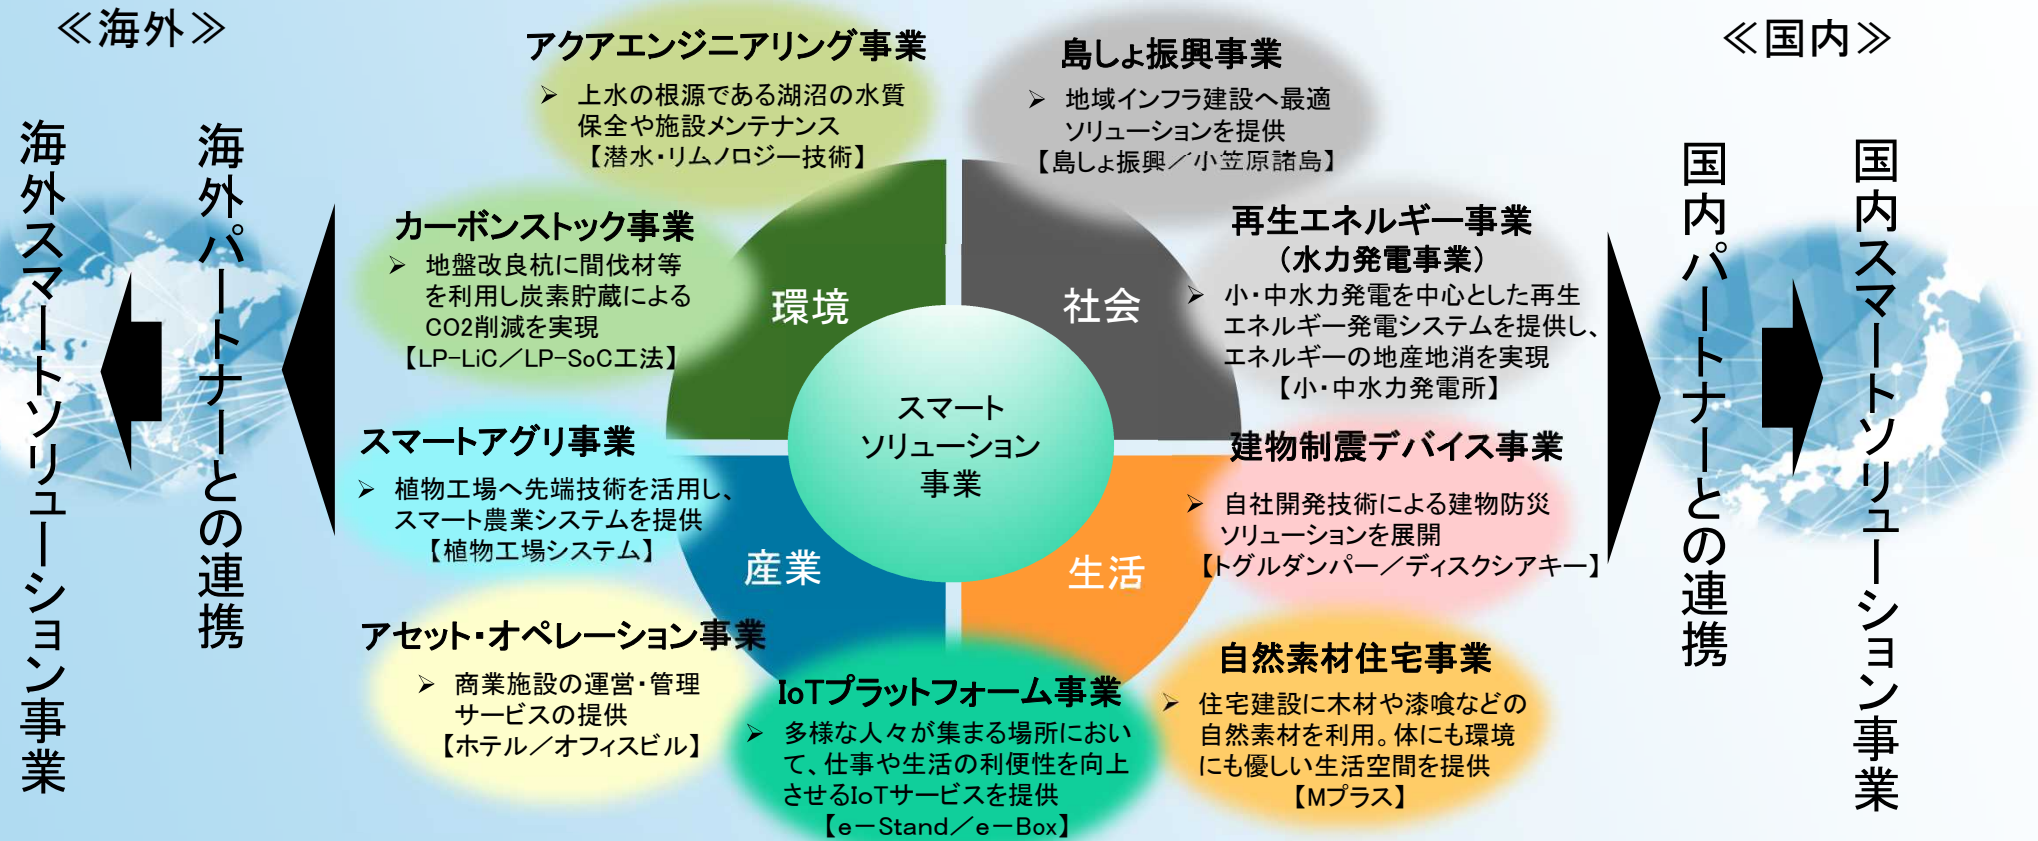 ≪海外≫
海外スマートソリューション事業
海外パートナーとの連携
アクアエンジニアリング事業
➢ 上水の根源である湖沼の水質
保全や施設メンテナンス
【潜水・リムノロジー技術】
カーボンストック事業
➢ 地盤改良杭に間伐材等
を利用し炭素貯蔵による
CO2削減を実現
【LP-LiC／LP-SoC工法】
スマートアグリ事業
➢ 植物工場へ先端技術を活用し、
スマート農業システムを提供
【植物工場システム】
アセット・オペレーション事業
➢ 商業施設の運営・管理
サービスの提供
【ホテル／オフィスビル】
環境
社会
スマート
ソリューション
事業
産業
生活
IoTプラットフォーム事業
➢ 多様な人々が集まる場所におい
て、仕事や生活の利便性を向上
させるIoTサービスを提供
【e－Stand／e－Box】
島しょ振興事業
➢ 地域インフラ建設へ最適
ソリューションを提供
【島しょ振興／小笠原諸島】
再生エネルギー事業
（水力発電事業）
➢ 小・中水力発電を中心とした再生
エネルギー発電システムを提供し、
エネルギーの地産地消を実現
【小・中水力発電所】
建物制震デバイス事業
➢ 自社開発技術による建物防災
ソリューションを展開
【トグルダンパー／ディスクシアキー】
自然素材住宅事業
➢ 住宅建設に木材や漆喰などの
自然素材を利用。体にも環境
にも優しい生活空間を提供
【Mプラス】
≪国内≫
国内パートナーとの連携
国内スマートソリューション事業